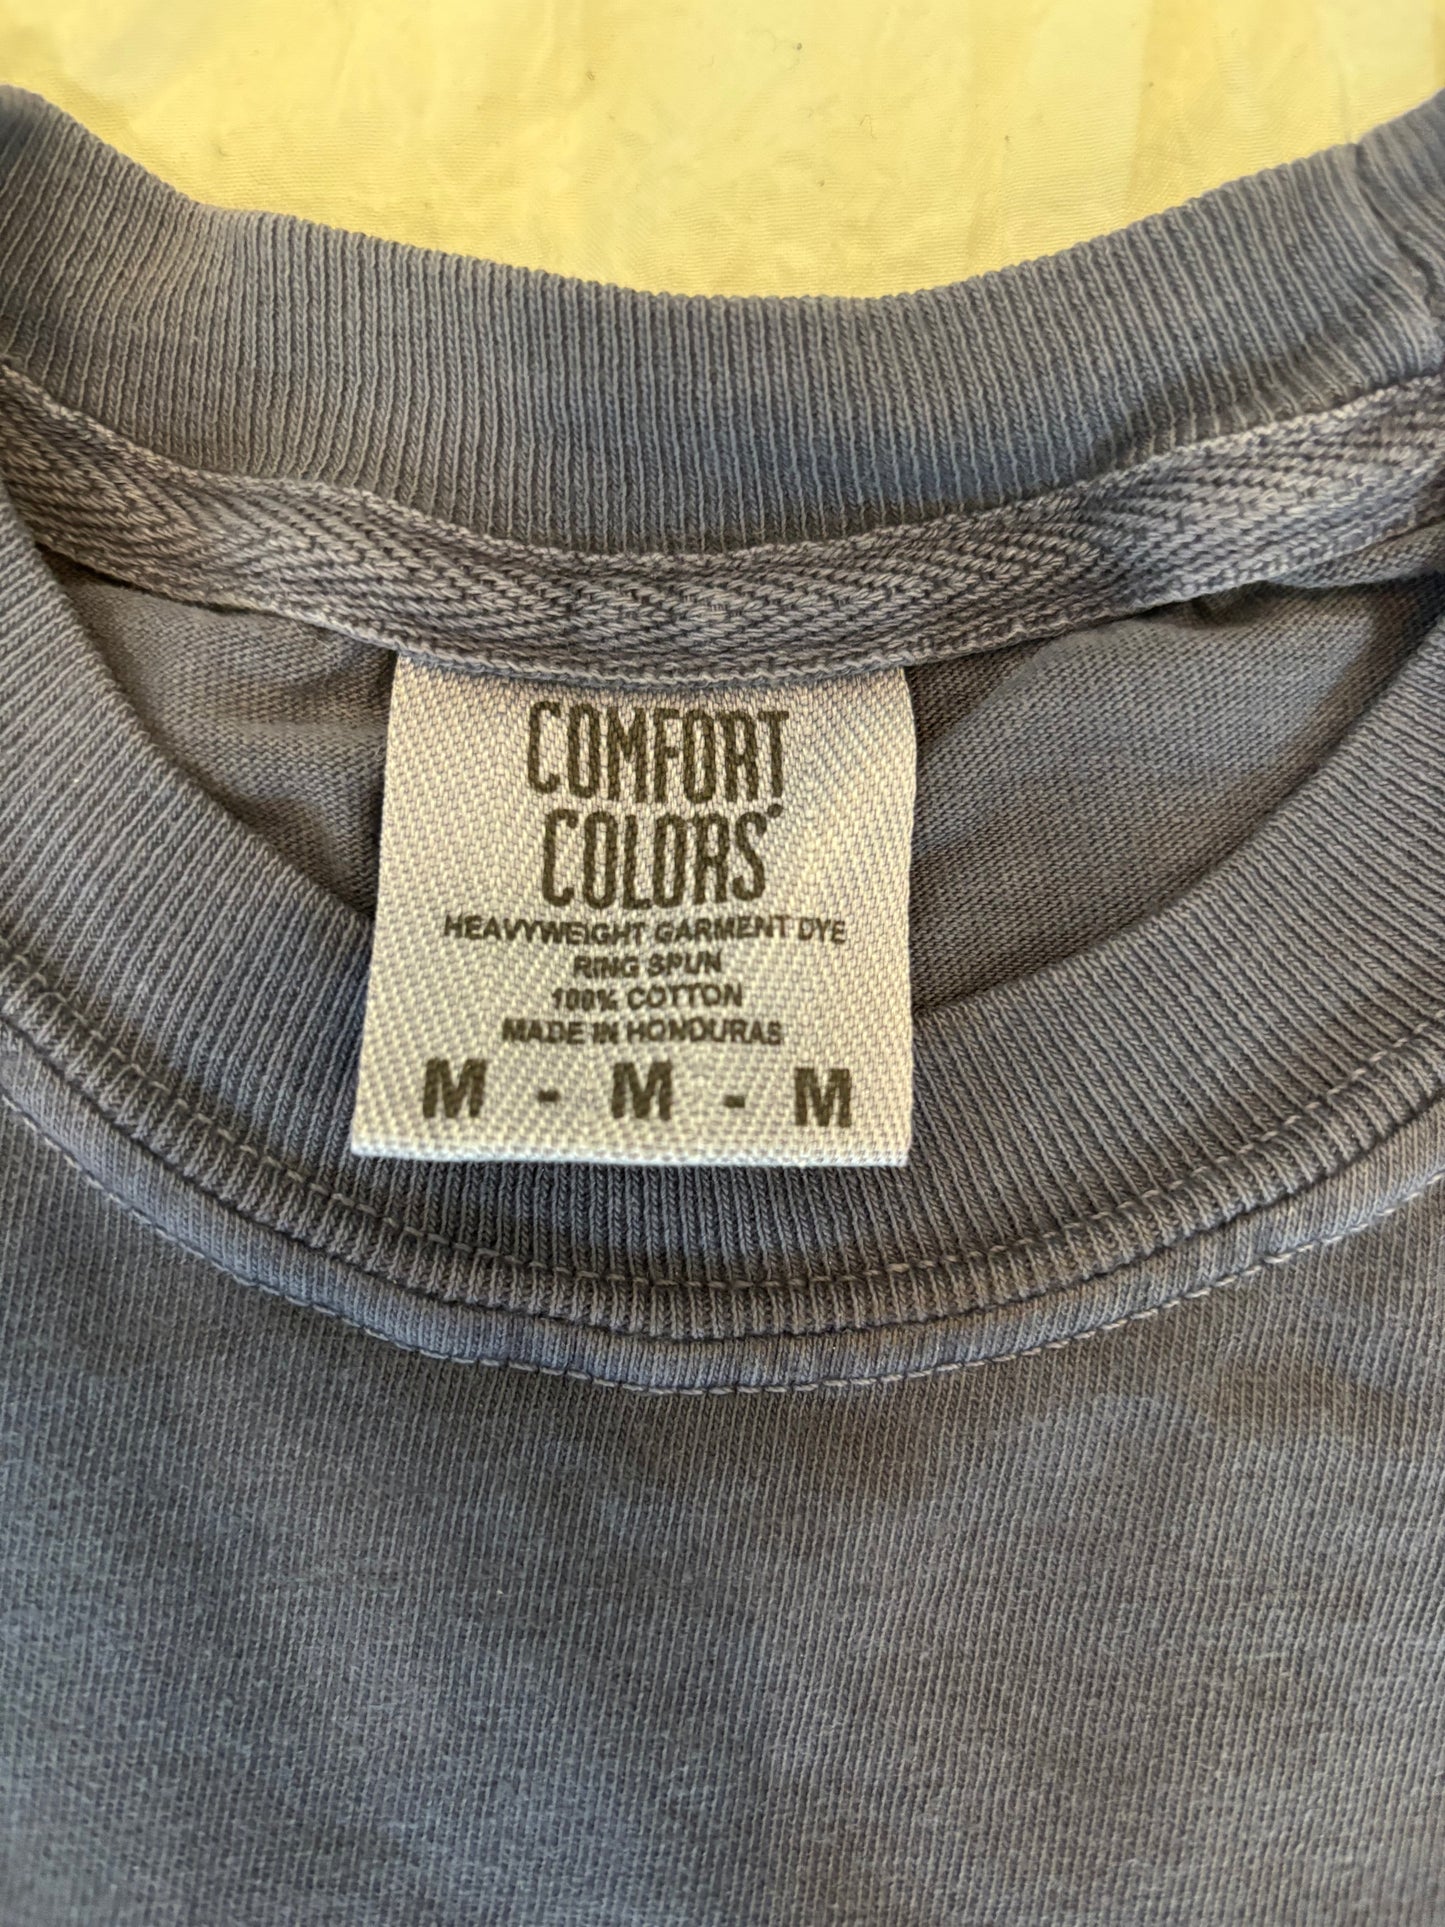 COMFORT
COLORS®
HEAVYWEIGHT GARMENT DYE
RING SPUN
100% COTTON
MADE IN HONDURAS
M - M - M